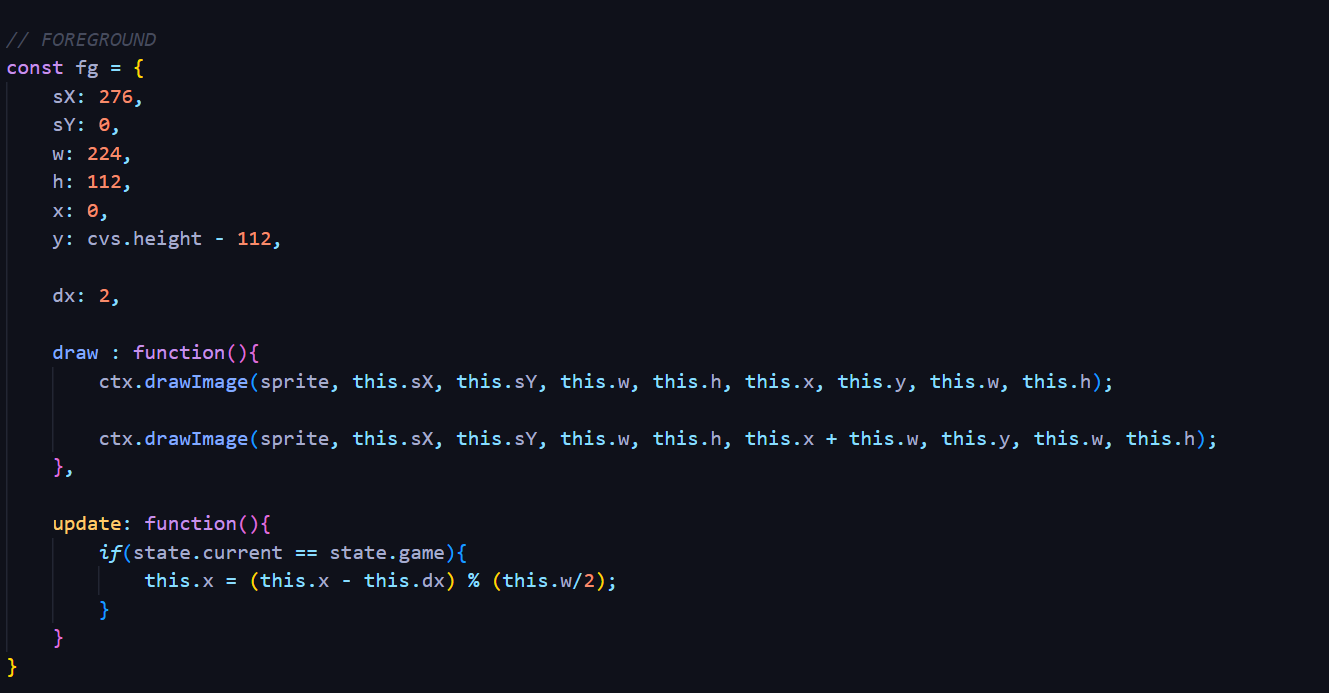 // FOREGROUND
const fg = {
    sX: 276,
    sY: 0,
    w: 224,
    h: 112,
    x: 0,
    y: cvs.height - 112,

    dx: 2,

    draw : function(){
        ctx.drawImage(sprite, this.sX, this.sY, this.w, this.h, this.x, this.y, this.w, this.h);

        ctx.drawImage(sprite, this.sX, this.sY, this.w, this.h, this.x + this.w, this.y, this.w, this.h);
    },

    update: function(){
        if(state.current == state.game){
            this.x = (this.x - this.dx) % (this.w/2);
        }
    }
}